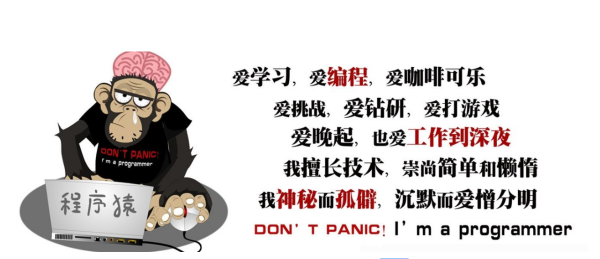 DON'T PANIC!
I'm a programmer
程序猿
爱学习，爱编程，爱咖啡可乐
爱挑战，爱钻研，爱打游戏
爱晚起，也爱工作到深夜
我擅长技术，崇尚简单和懒惰
我神秘而孤僻，沉默而爱憎分明
DON'T PANIC! I'm a programmer